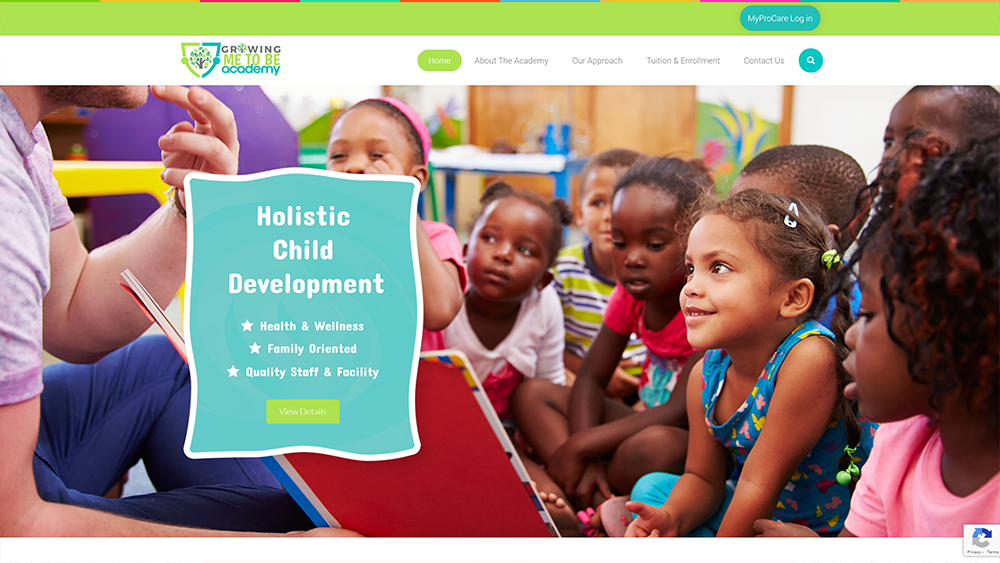 MyProCare Log in
GROWING
ME TO BE
academy
Home
About The Academy
Our Approach
Tuition & Enrollment
Contact Us
Holistic
Child
Development
Health & Wellness
Family Oriented
Quality Staff & Facility
View Details
Privacy - Terms